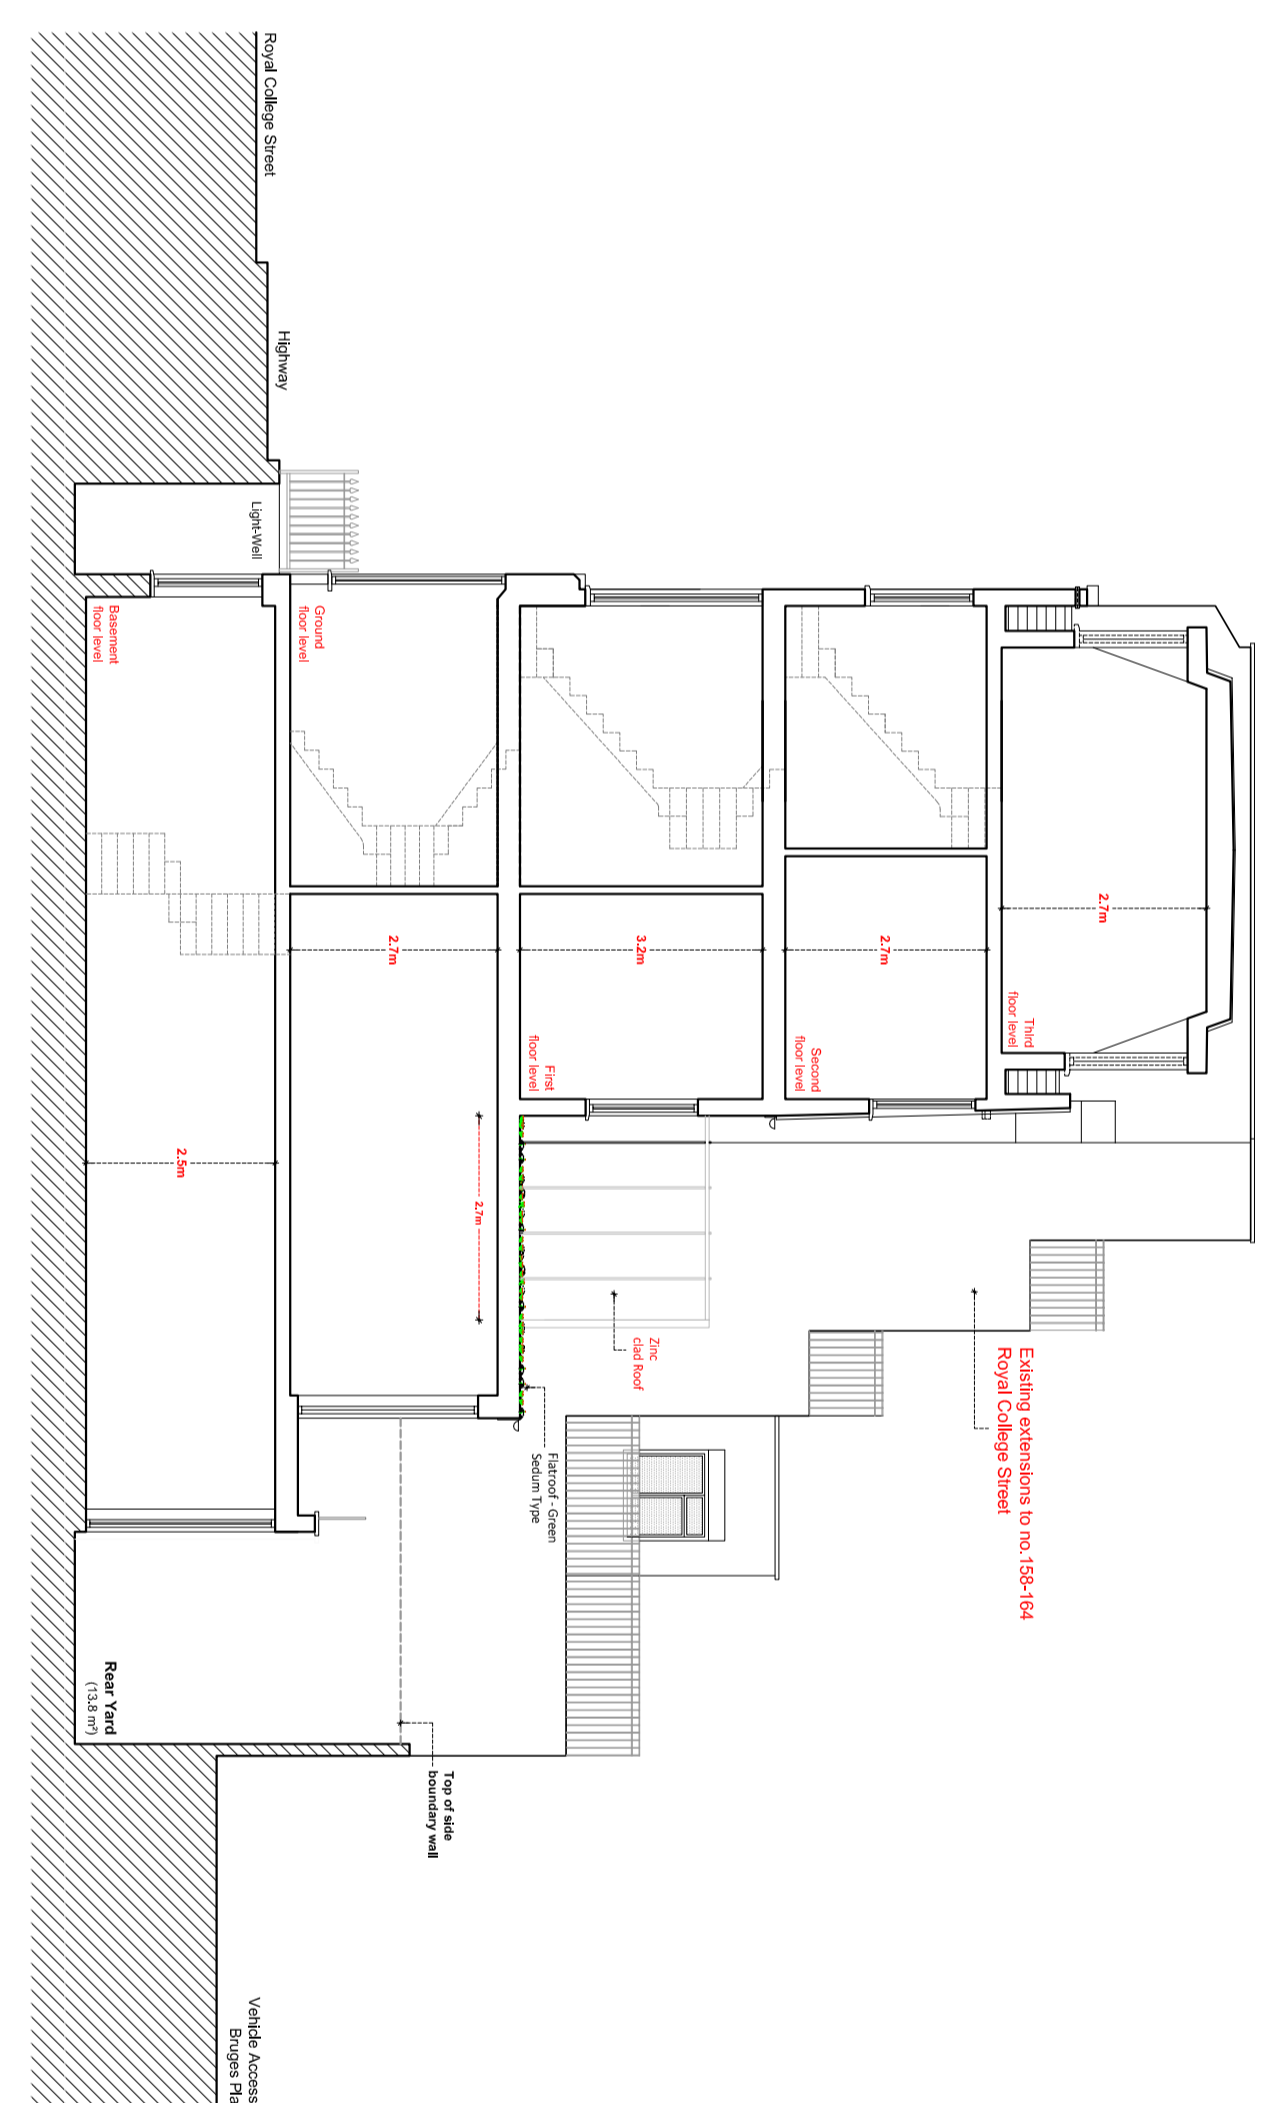 Royal College Street
Highway
Light-Well
Basement
floor level
Ground
floor level
First
floor level
Second
floor level
Third
floor level
2.7m
2.7m
3.2m
2.7m
2.5m
2.7m
Zinc
clad Roof
Flatroof - Green
Sedum Type
Existing extensions to no.158-164
Royal College Street
Rear Yard
(13.8 m²)
Top of side
boundary wall
Vehicle Access
Bruges Pla